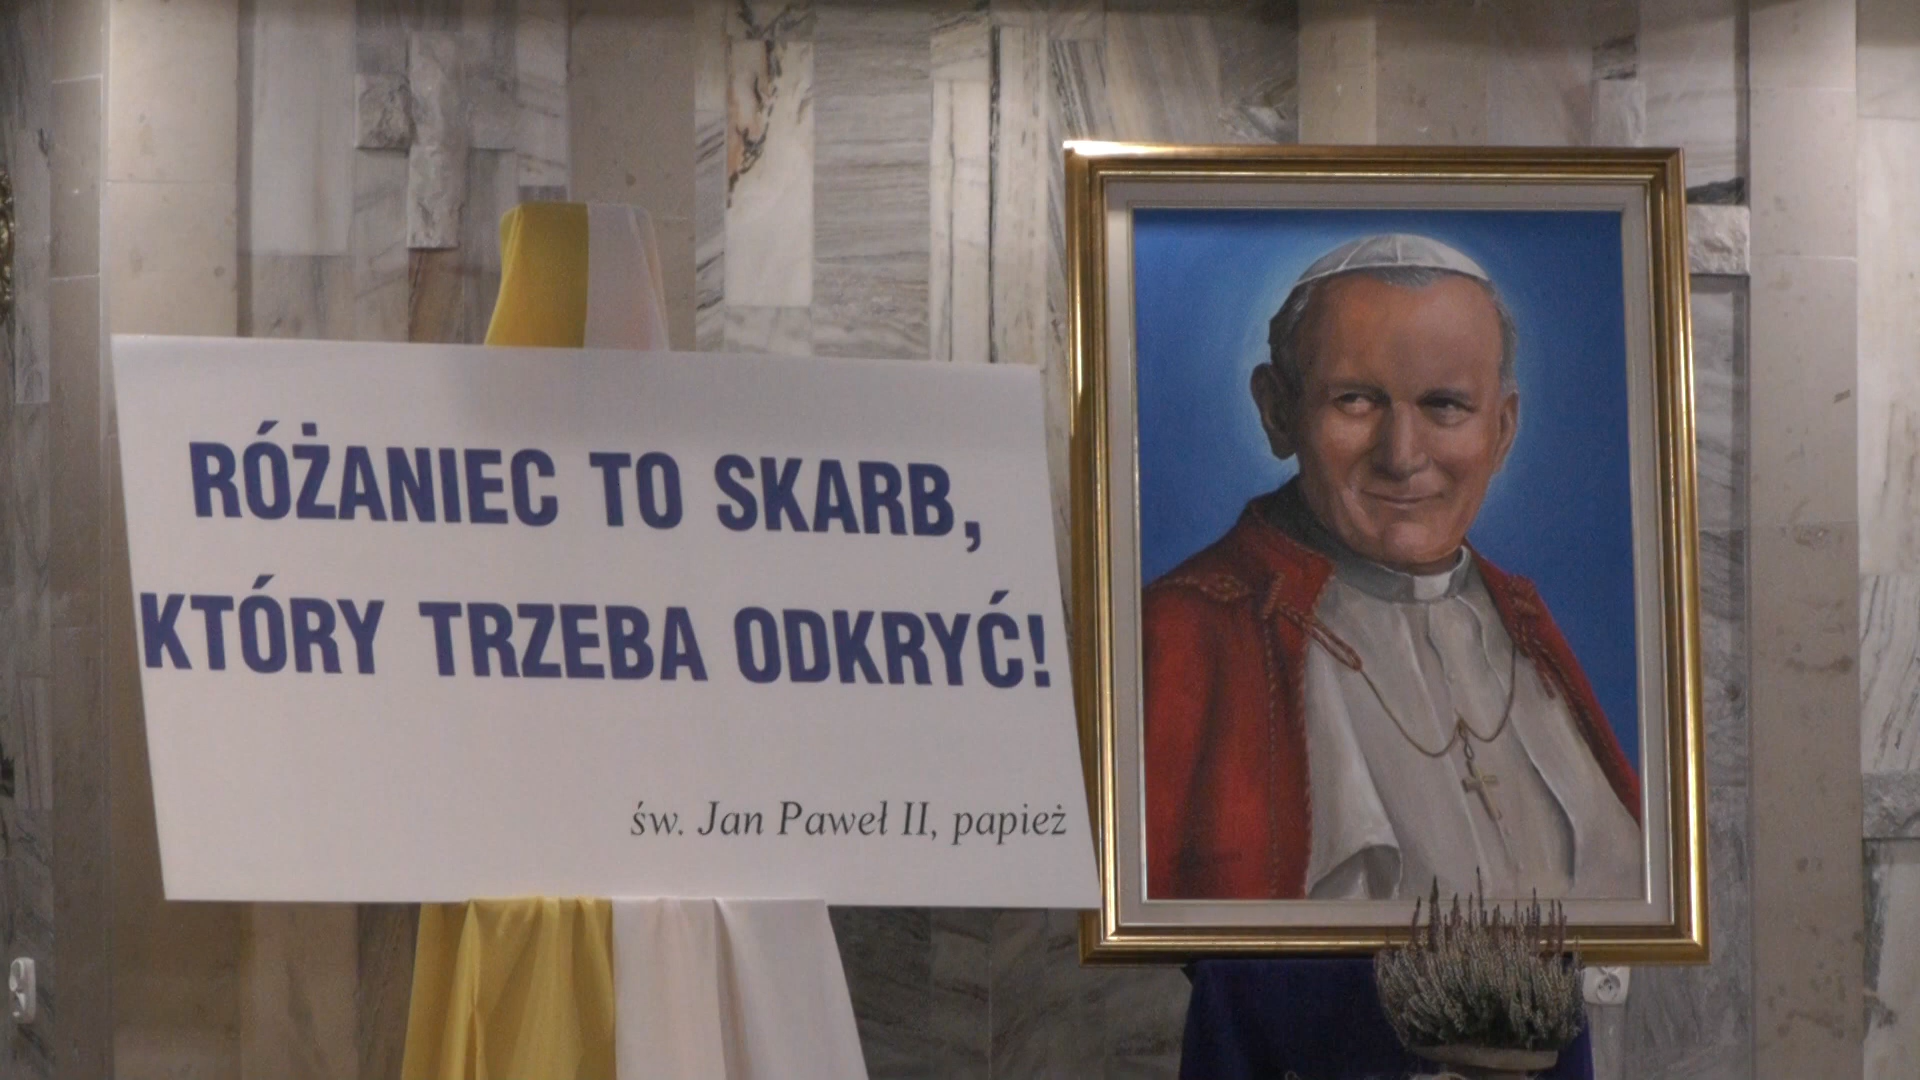 RÓŻANIEC TO SKARB,
KTÓRY TRZEBA ODKRYĆ!
św. Jan Paweł II, papież